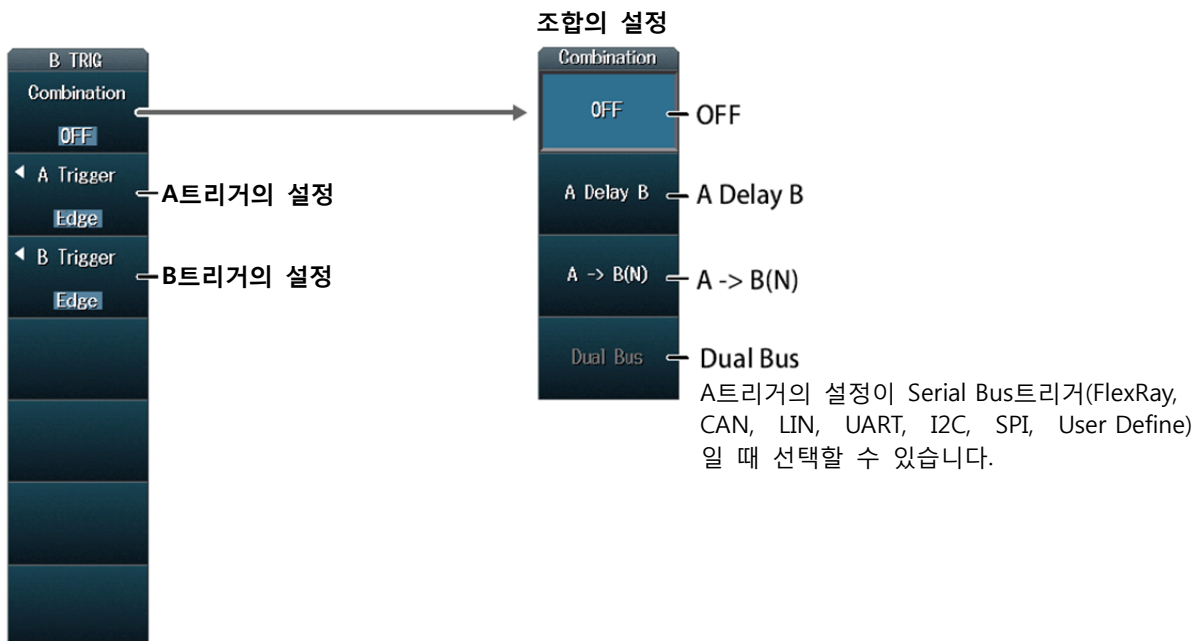 조합의 설정
B TRIG
Combination
OFF
A Trigger
Edge
B Trigger
Edge
A트리거의 설정
B트리거의 설정
Combination
OFF
OFF
A Delay B
A Delay B
A -> B(N)
A -> B(N)
Dual Bus
Dual Bus
A트리거의 설정이 Serial Bus트리거(FlexRay,
CAN, LIN, UART, I2C, SPI, User Define)
일 때 선택할 수 있습니다.